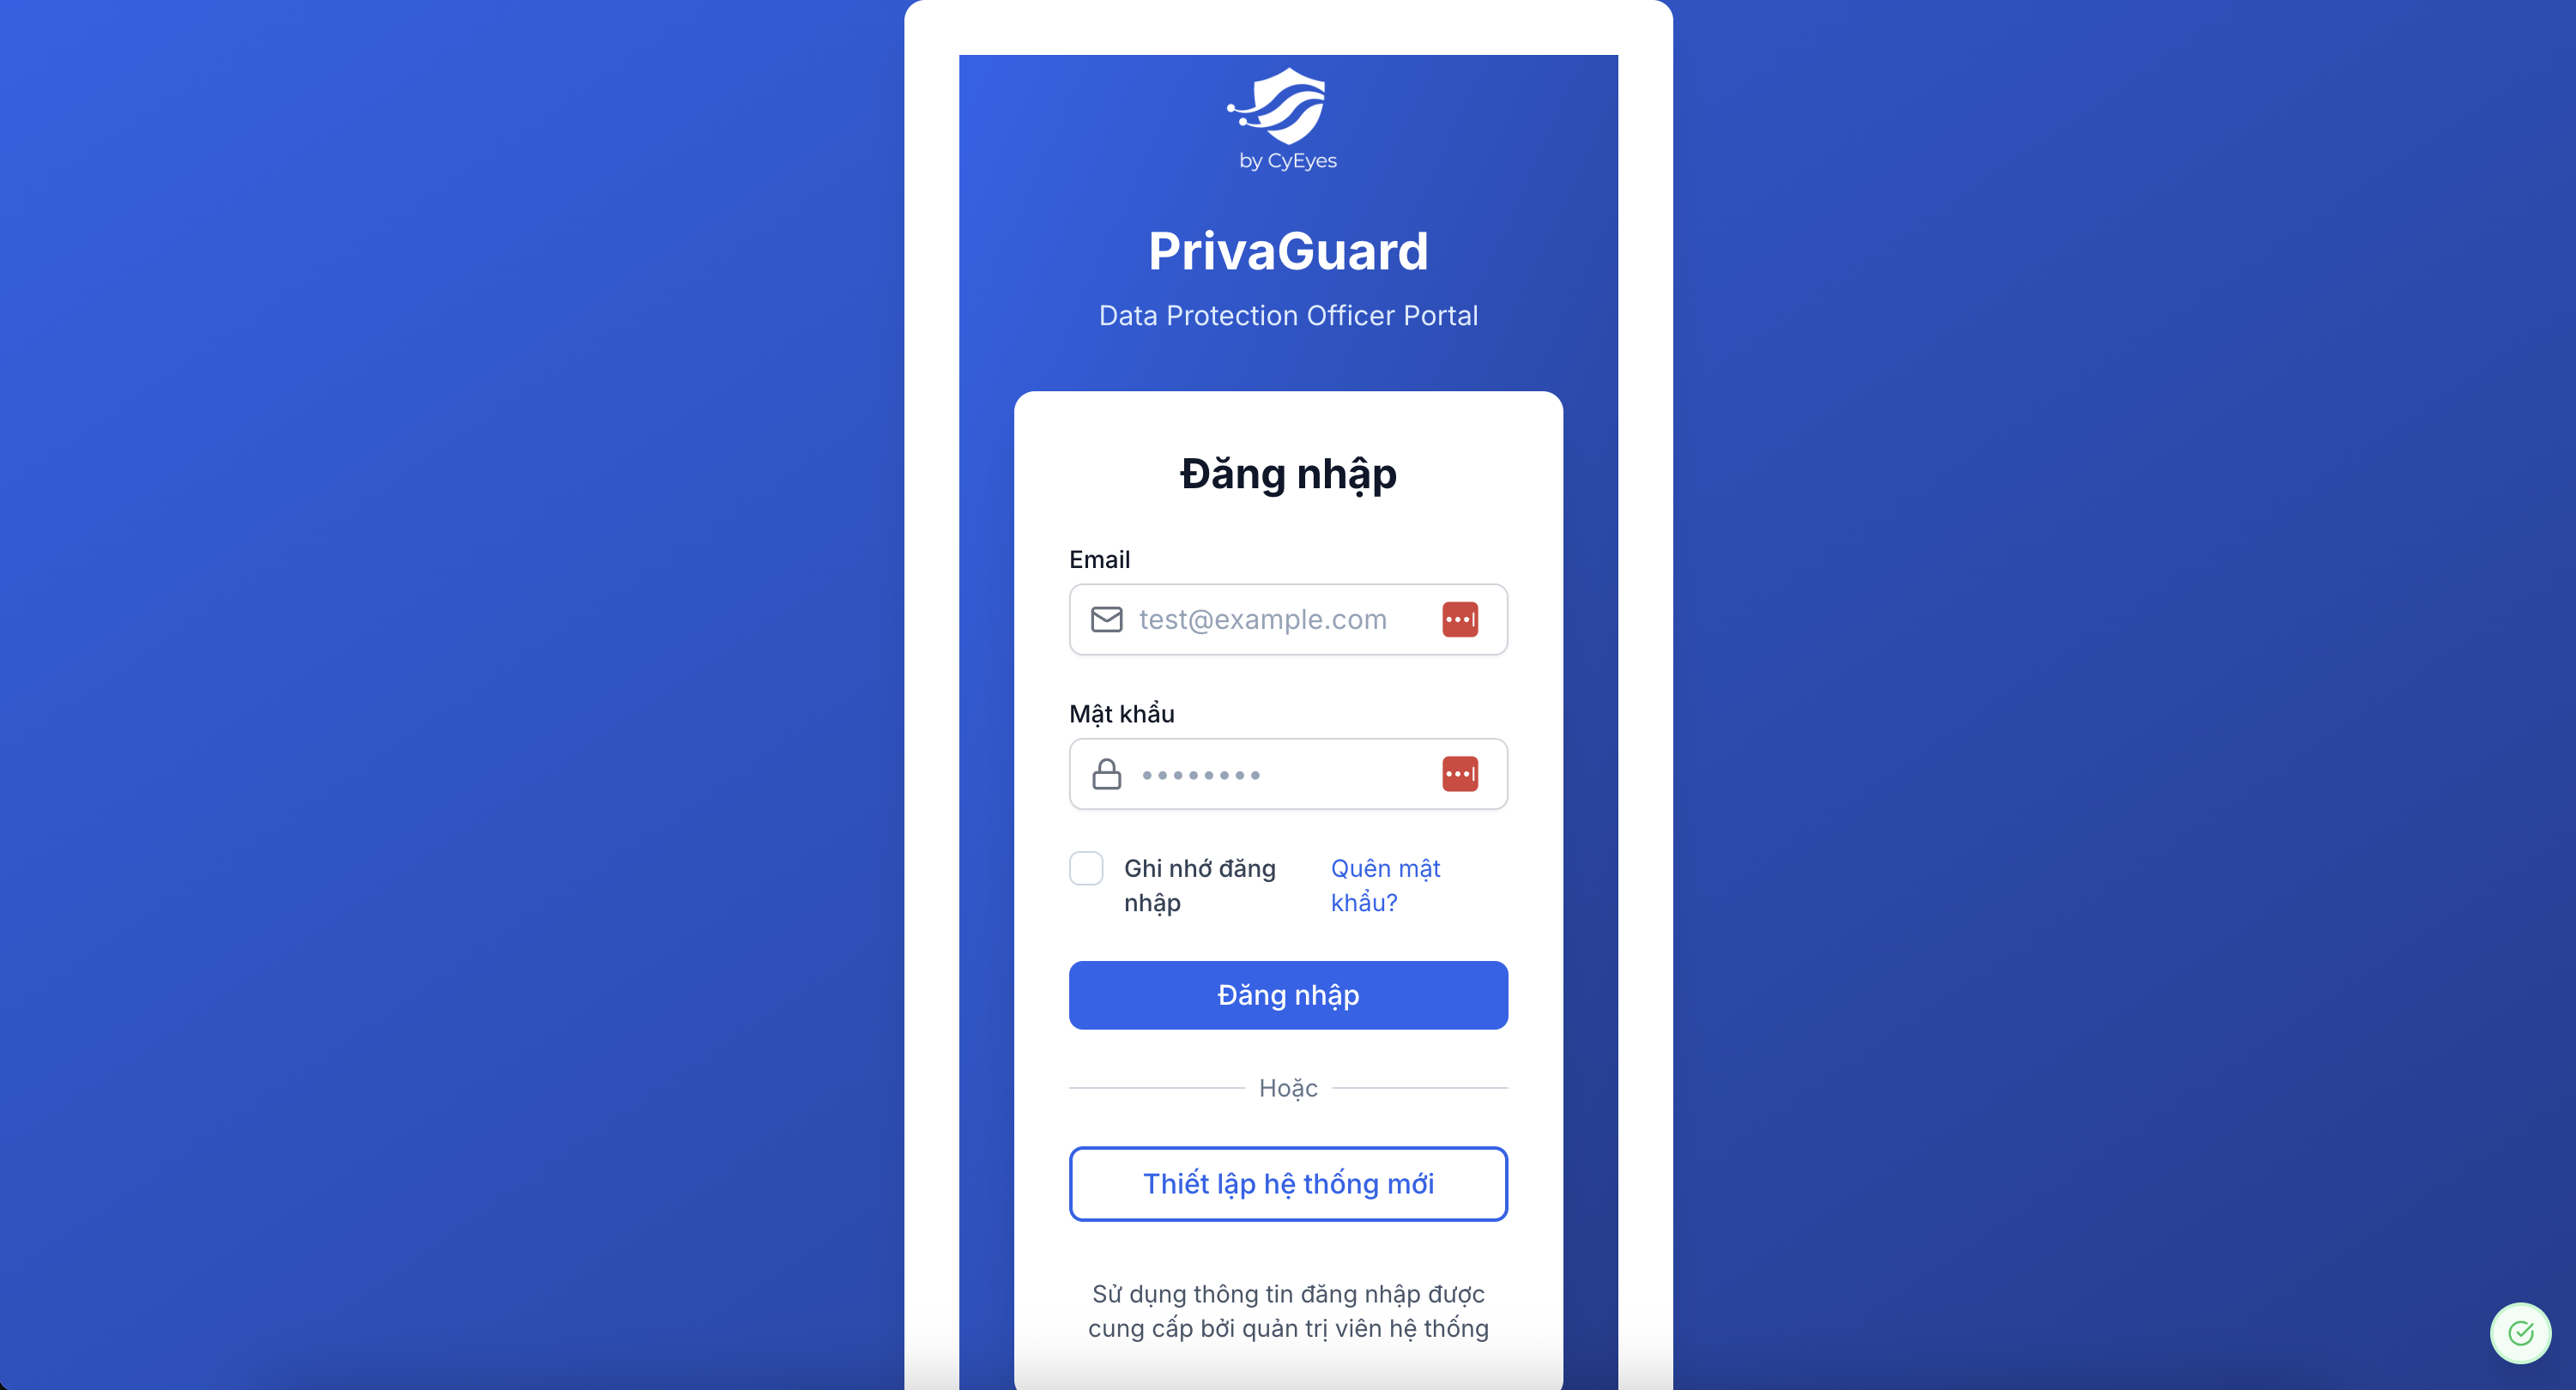 by CyEyes
PrivaGuard
Data Protection Officer Portal
Đăng nhập
Email
test@example.com
Mật khẩu
Ghi nhớ đăng
nhập
Quên mật
khẩu?
Đăng nhập
Hoặc
Thiết lập hệ thống mới
Sử dụng thông tin đăng nhập được
cung cấp bởi quản trị viên hệ thống